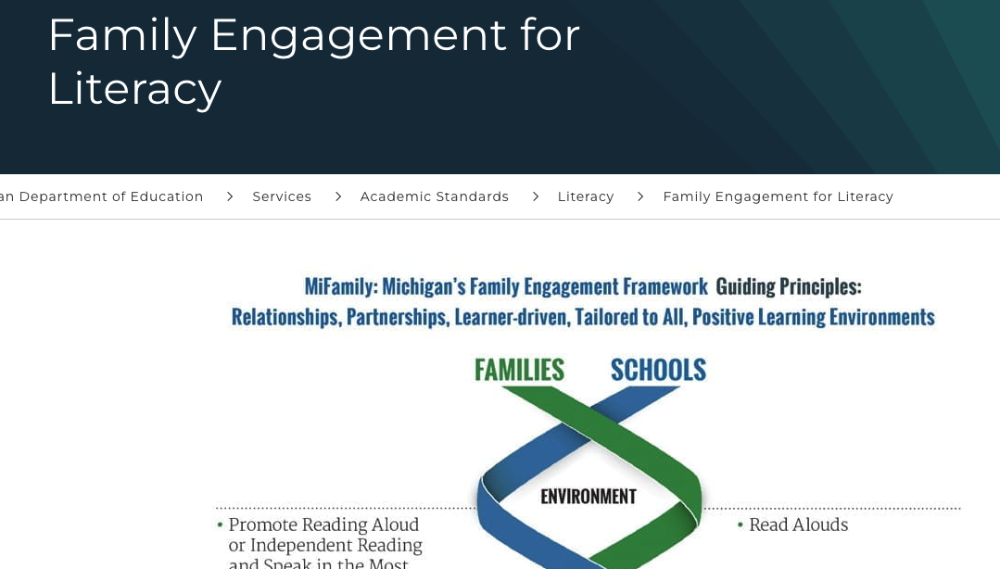 Family Engagement for
Literacy
an Department of Education > Services > Academic Standards > Literacy > Family Engagement for Literacy
MiFamily: Michigan’s Family Engagement Framework Guiding Principles:
Relationships, Partnerships, Learner-driven, Tailored to All, Positive Learning Environments
FAMILIES SCHOOLS
ENVIRONMENT
• Promote Reading Aloud
or Independent Reading
and Speak in the Most
• Read Alouds